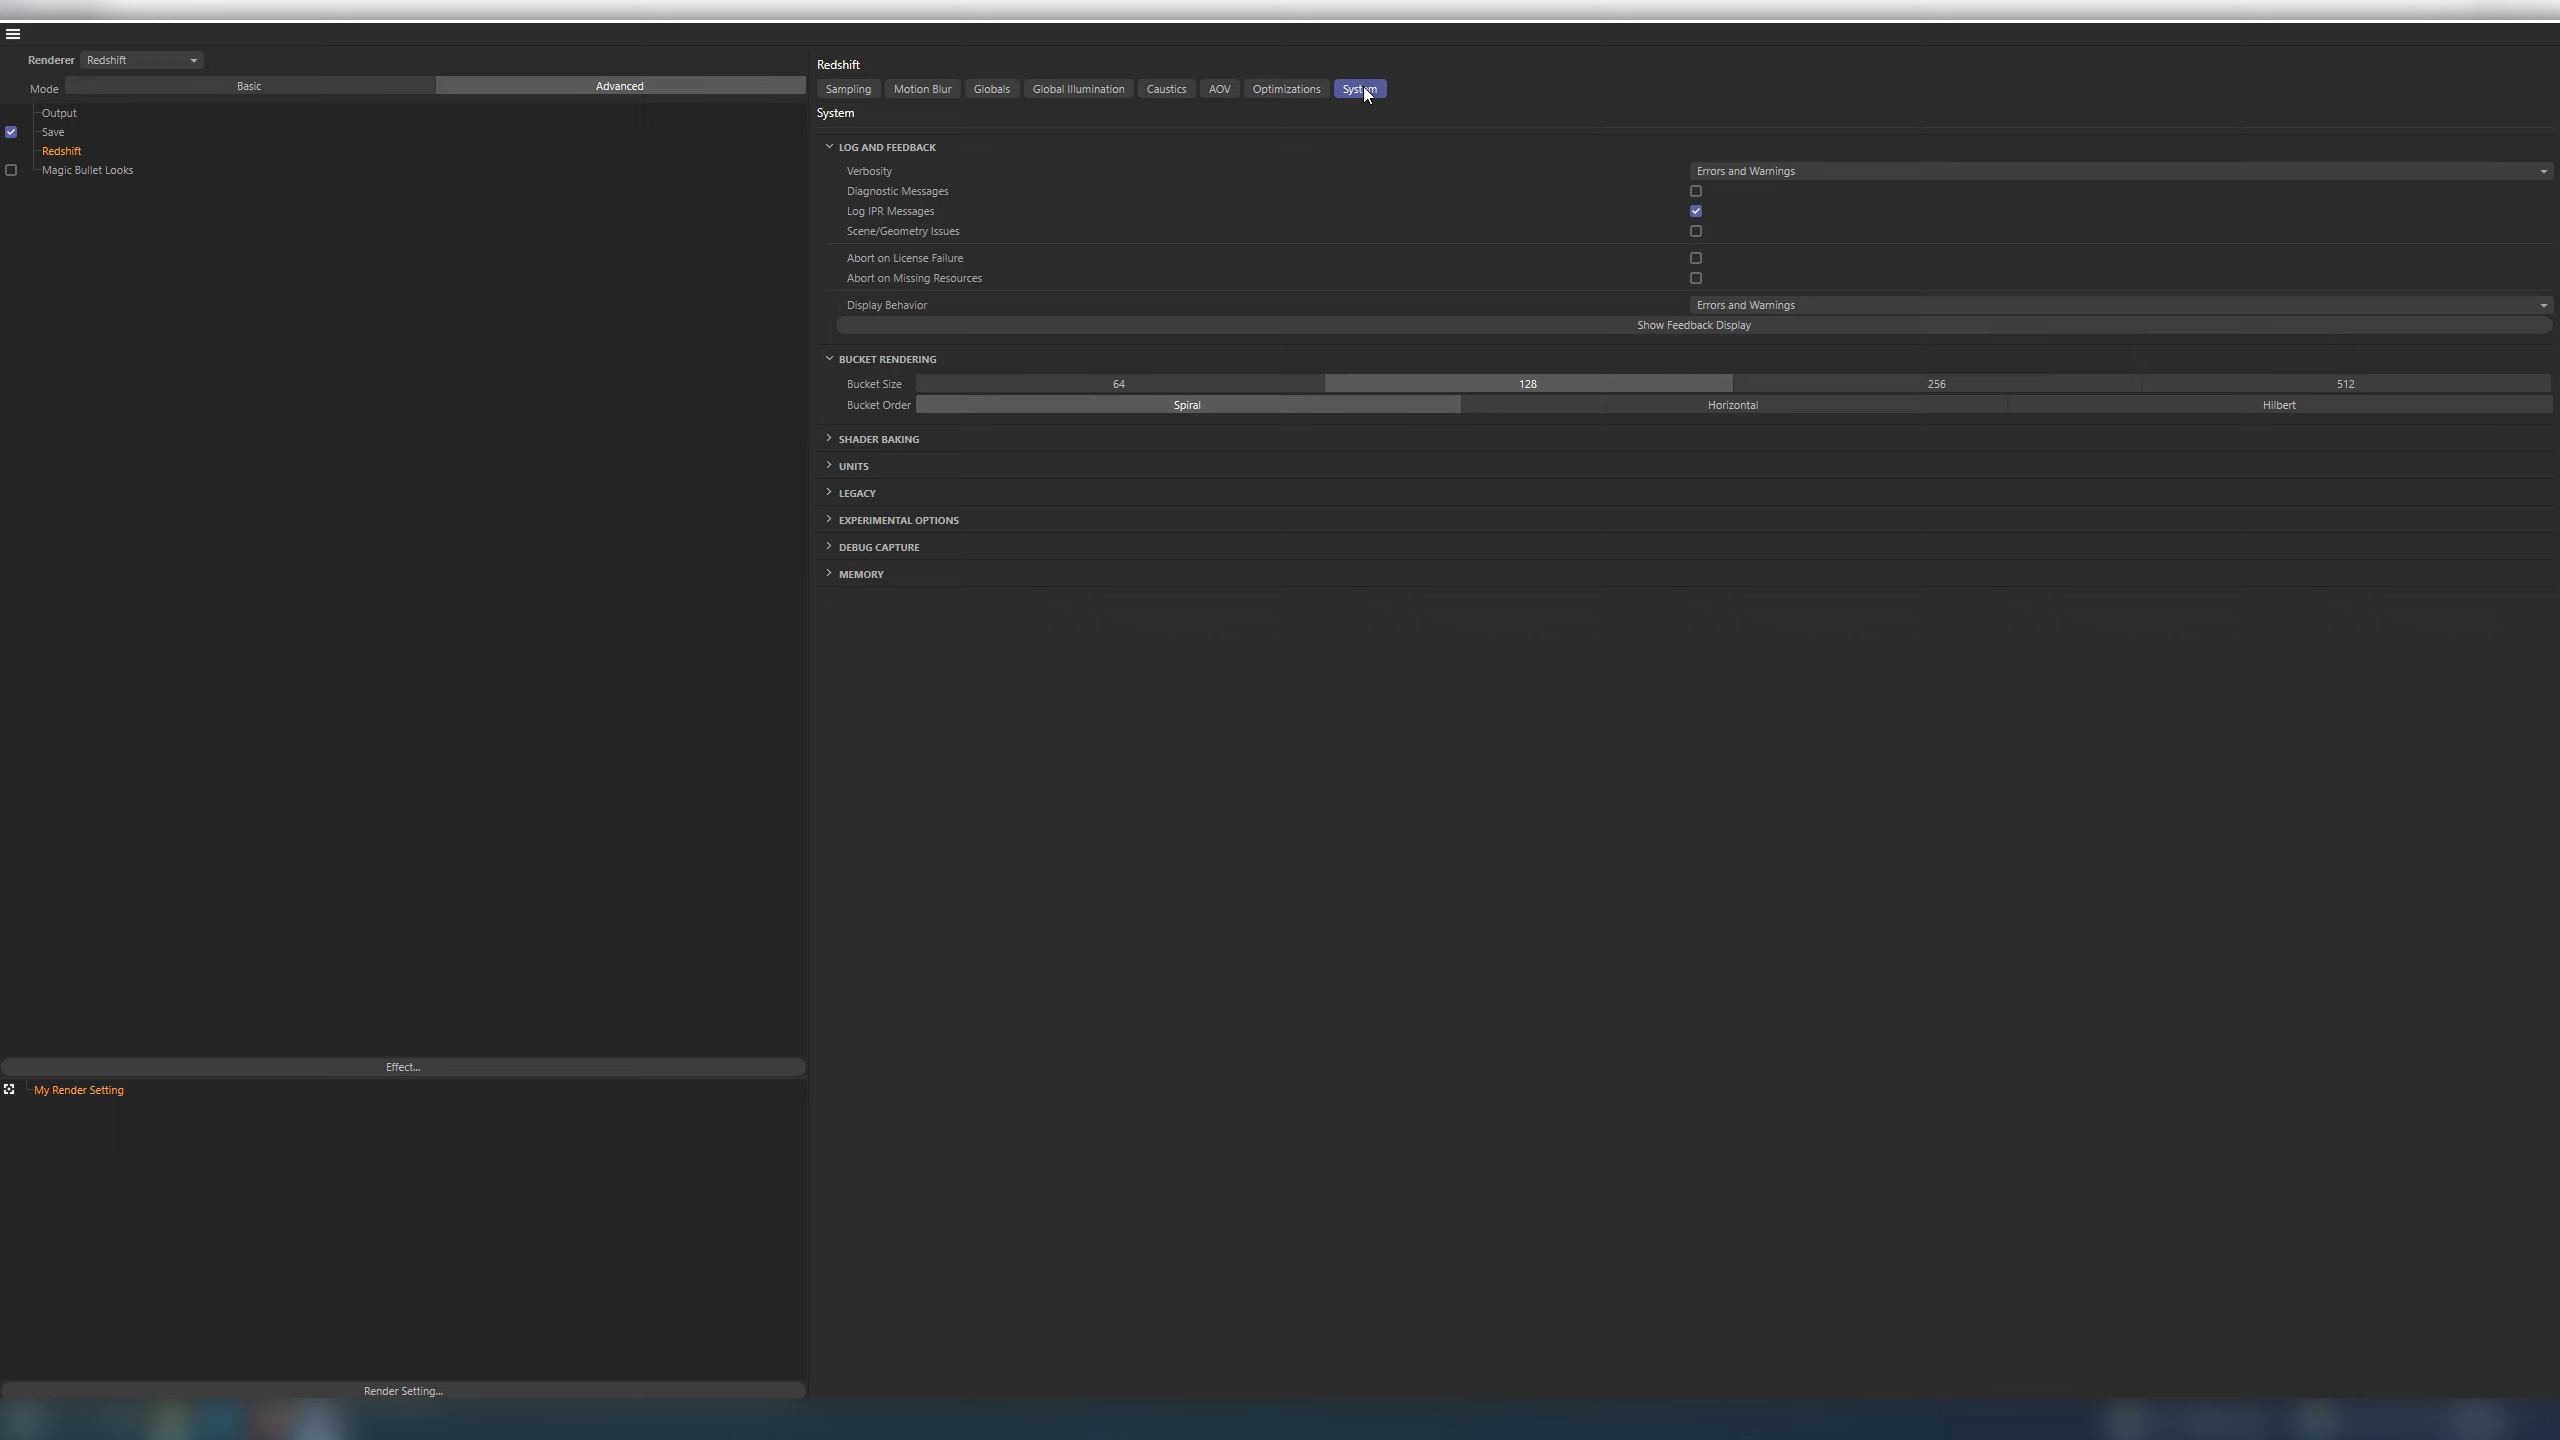 Renderer Redshift
Mode Basic Advanced
Output
Save
Redshift
Magic Bullet Looks
Effect...
My Render Setting
Render Setting...
Redshift
Sampling Motion Blur Globals Global Illumination Caustics AOV Optimizations System
System
LOG AND FEEDBACK
Verbosity Errors and Warnings
Diagnostic Messages
Log IPR Messages
Scene/Geometry Issues
Abort on License Failure
Abort on Missing Resources
Display Behavior Errors and Warnings
Show Feedback Display
BUCKET RENDERING
Bucket Size 64 128 256 512
Bucket Order Spiral Horizontal Hilbert
SHADER BAKING
UNITS
LEGACY
EXPERIMENTAL OPTIONS
DEBUG CAPTURE
MEMORY